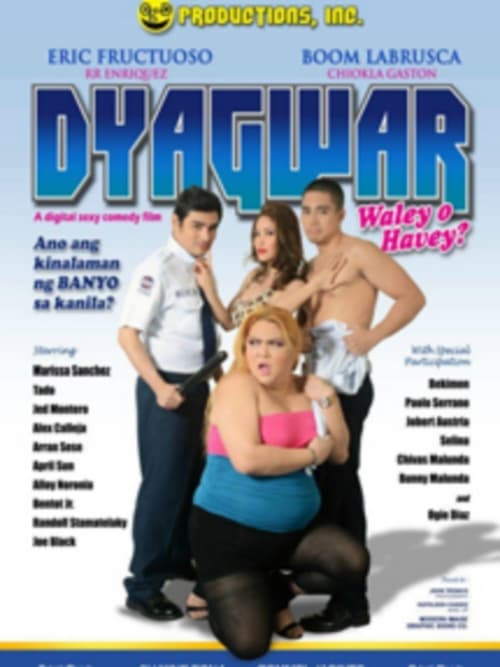 PRODUCTIONS, INC.
ERIC FRUCTUOSO
RR ENRIQUEZ
BOOM LABRUSCA
CHIOKLA GASTON
DYAGWAR
A digital sexy comedy film
Waley o
Havey?
Ano ang
kinalaman
ng BANYO
sa kanila?
Starring
Marissa Sanchez
Tado
Jed Montero
Alex Calleja
Arran Sese
April Sun
Alloy Noronia
Bentot Jr.
Randolf Stamatelaky
Joe Black
With Special
Participation
Bekimon
Paolo Serrano
Jobert Austria
Selina
Chivas Malunda
Bunny Malunda
and
Ogie Diaz